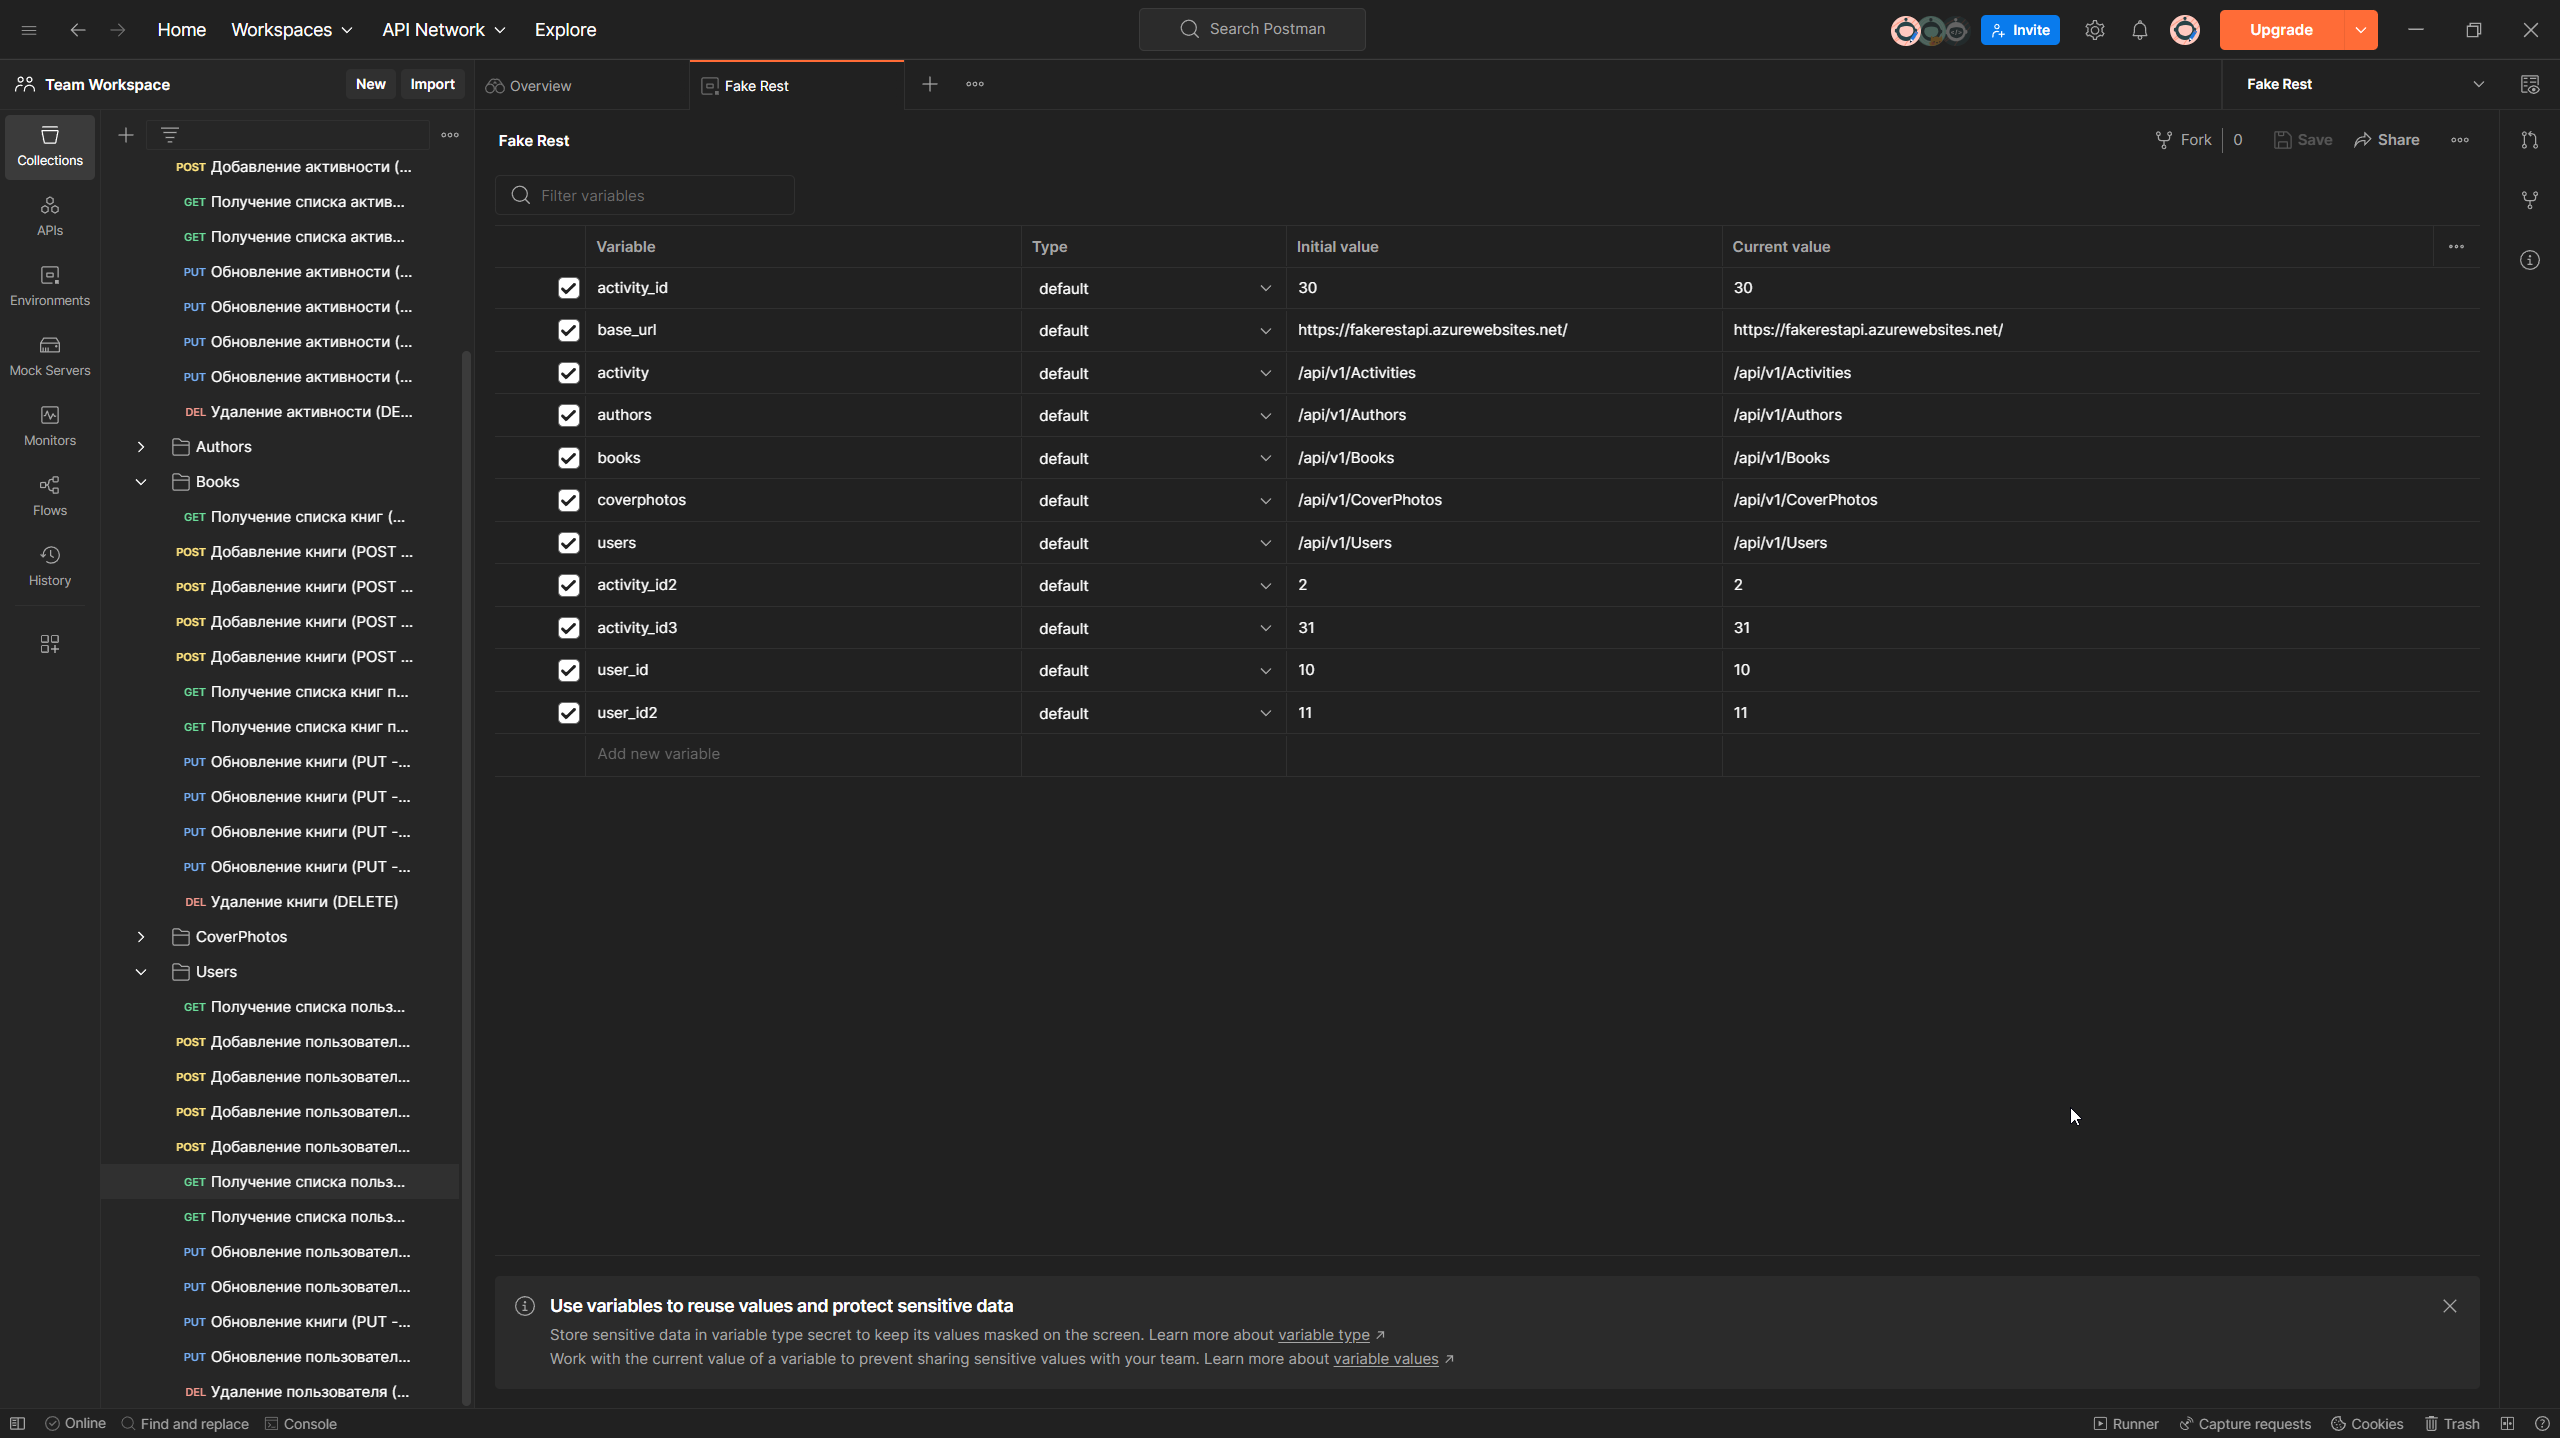 Home Workspaces API Network Explore Search Postman Invite Upgrade
Team Workspace New Import Overview Fake Rest Fake Rest
Collections
APIs
Environments
Mock Servers
Monitors
Flows
History
POST Добавление активности (...
GET Получение списка актив...
GET Получение списка актив...
PUT Обновление активности (...
PUT Обновление активности (...
PUT Обновление активности (...
PUT Обновление активности (...
DEL Удаление активности (DE...
Authors
Books
GET Получение списка книг (...
POST Добавление книги (POST ...
POST Добавление книги (POST ...
POST Добавление книги (POST ...
POST Добавление книги (POST ...
GET Получение списка книг п...
GET Получение списка книг п...
PUT Обновление книги (PUT -...
PUT Обновление книги (PUT -...
PUT Обновление книги (PUT -...
PUT Обновление книги (PUT -...
DEL Удаление книги (DELETE)
CoverPhotos
Users
GET Получение списка польз...
POST Добавление пользовател...
POST Добавление пользовател...
POST Добавление пользовател...
POST Добавление пользовател...
GET Получение списка польз...
GET Получение списка польз...
PUT Обновление пользовател...
PUT Обновление пользовател...
PUT Обновление книги (PUT -...
PUT Обновление пользовател...
DEL Удаление пользователя (...
Fake Rest Fork 0 Save Share
Filter variables
Variable Type Initial value Current value
activity_id default 30 30
base_url default https://fakerestapi.azurewebsites.net/ https://fakerestapi.azurewebsites.net/
activity default /api/v1/Activities /api/v1/Activities
authors default /api/v1/Authors /api/v1/Authors
books default /api/v1/Books /api/v1/Books
coverphotos default /api/v1/CoverPhotos /api/v1/CoverPhotos
users default /api/v1/Users /api/v1/Users
activity_id2 default 2 2
activity_id3 default 31 31
user_id default 10 10
user_id2 default 11 11
Add new variable
Use variables to reuse values and protect sensitive data
Store sensitive data in variable type secret to keep its values masked on the screen. Learn more about variable type ↗
Work with the current value of a variable to prevent sharing sensitive values with your team. Learn more about variable values ↗
Online Find and replace Console Runner Capture requests Cookies Trash